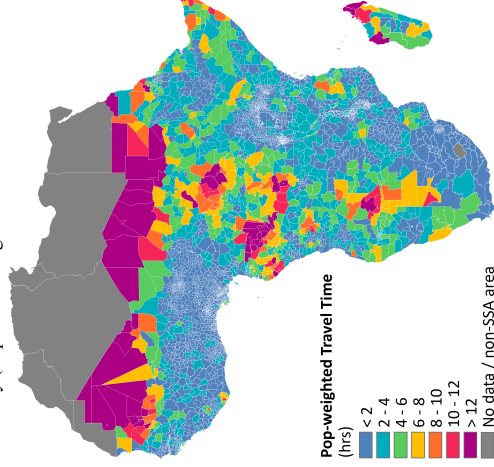 Pop-weighted Travel Time
(hrs)
< 2
2 - 4
4 - 6
6 - 8
8 - 10
10 - 12
> 12
No data / non-SSA area